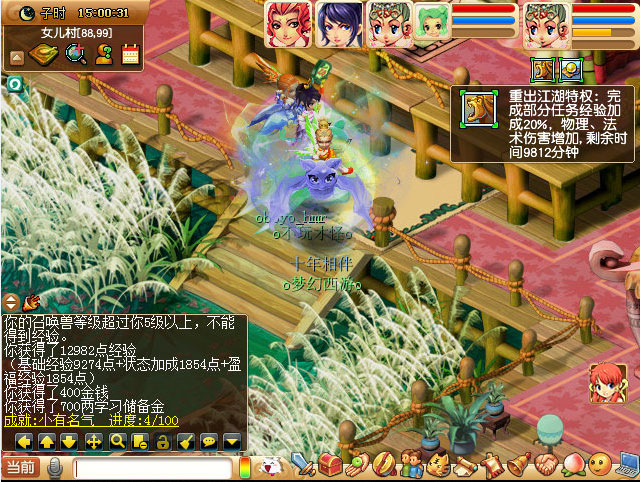 子时 15:00:31
女儿村[88,99]
重出江湖特权：完
成部分任务经验加
成20%，物理、法
术伤害增加,剩余时
间9812分钟
o不玩水怪o
十年相伴
o梦幻西游o
你的召唤兽等级超过你5级以上，不能
得到经验。
你获得了12982点经验
（基础经验9274点+状态加成1854点+盈
福经验1854点）
你获得了400金钱
你获得了700两学习储备金
成就:小有名气 进度:4/100
当前